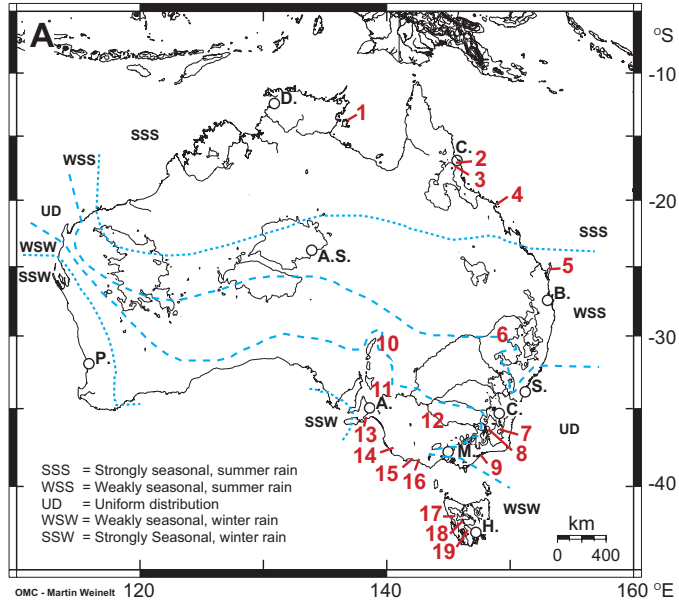 A
°S
D.
1
-10
SSS
WSS
C.
2
3
UD
4
-20
WSW
SSW
SSS
A.S.
5
B.
WSS
6
-30
10
P.
11
S.
A.
C.
12
7
SSW
13
UD
8
14
M.
9
15
16
SSS = Strongly seasonal, summer rain
WSS = Weakly seasonal, summer rain
UD = Uniform distribution
WSW = Weakly seasonal, winter rain
SSW = Strongly Seasonal, winter rain
-40
WSW
17
18
H.
19
km
0 400
OMC - Martin Weinelt
120
140
160
°E